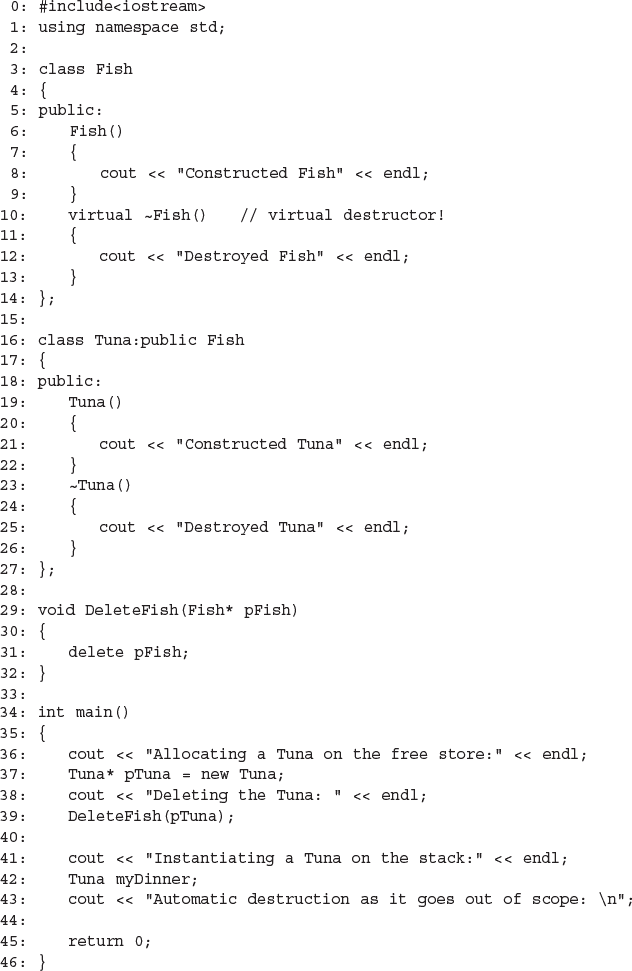 0: #include<iostream>
1: using namespace std;
2:
3: class Fish
4: {
5: public:
6:    Fish()
7:    {
8:       cout << "Constructed Fish" << endl;
9:    }
10:    virtual ~Fish()   // virtual destructor!
11:    {
12:       cout << "Destroyed Fish" << endl;
13:    }
14: };
15:
16: class Tuna:public Fish
17: {
18: public:
19:    Tuna()
20:    {
21:       cout << "Constructed Tuna" << endl;
22:    }
23:    ~Tuna()
24:    {
25:       cout << "Destroyed Tuna" << endl;
26:    }
27: };
28:
29: void DeleteFish(Fish* pFish)
30: {
31:    delete pFish;
32: }
33:
34: int main()
35: {
36:    cout << "Allocating a Tuna on the free store:" << endl;
37:    Tuna* pTuna = new Tuna;
38:    cout << "Deleting the Tuna: " << endl;
39:    DeleteFish(pTuna);
40:
41:    cout << "Instantiating a Tuna on the stack:" << endl;
42:    Tuna myDinner;
43:    cout << "Automatic destruction as it goes out of scope: \n";
44:
45:    return 0;
46: }